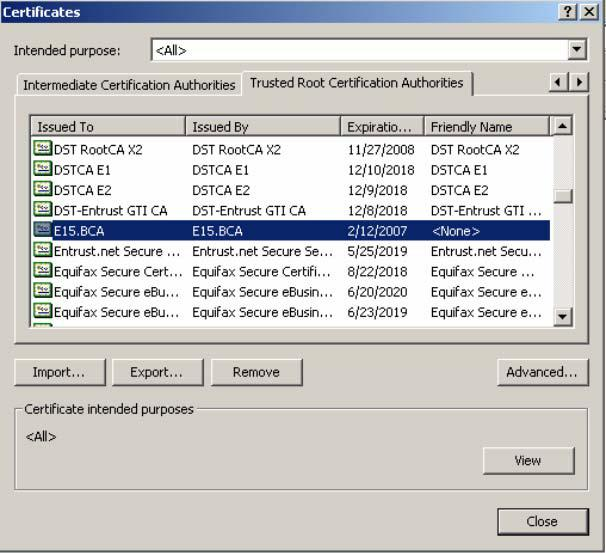 Certificates
Intended purpose: <All>
Intermediate Certification Authorities Trusted Root Certification Authorities
Issued To Issued By Expiratio... Friendly Name
DST RootCA X2 DST RootCA X2 11/27/2008 DST RootCA X2
DSTCA E1 DSTCA E1 12/10/2018 DSTCA E1
DSTCA E2 DSTCA E2 12/9/2018 DSTCA E2
DST-Entrust GTI CA DST-Entrust GTI CA 12/8/2018 DST-Entrust GTI ...
E15.BCA E15.BCA 2/12/2007 <None>
Entrust.net Secure ... Entrust.net Secure Se... 5/25/2019 Entrust.net Secu...
Equifax Secure Cert... Equifax Secure Certifi... 8/22/2018 Equifax Secure ...
Equifax Secure eBu... Equifax Secure eBusin... 6/20/2020 Equifax Secure e...
Equifax Secure eBu... Equifax Secure eBusin... 6/23/2019 Equifax Secure e...
Import... Export... Remove Advanced...
Certificate intended purposes
<All>
View
Close